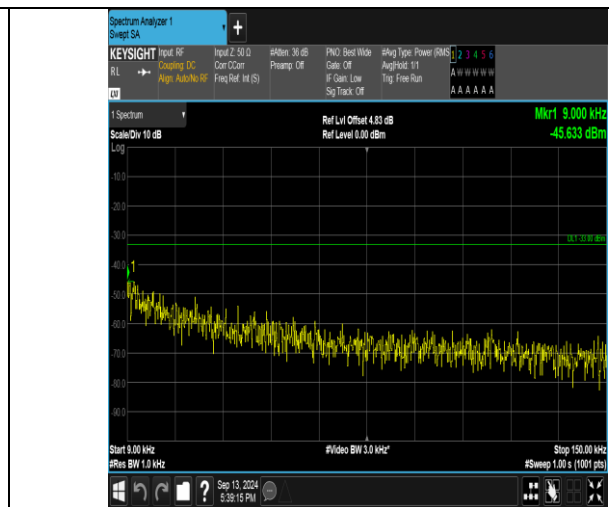 Spectrum Analyzer 1
Swept SA
+
KEYSIGHT
RL
LXI
Input: RF
Coupling: DC
Align: Auto/No RF
Input Z: 50 Ω
Corr CCorr
Freq Ref: Int (S)
#Atten: 36 dB
Preamp: Off
PNO: Best Wide
Gate: Off
IF Gain: Low
Sig Track: Off
#Avg Type: Power (RMS
Avg|Hold: 1/1
Trig: Free Run
1 2 3 4 5 6
A W W W W W
A A A A A A
1 Spectrum
Scale/Div 10 dB
Ref Lvl Offset 4.83 dB
Ref Level 0.00 dBm
Mkr1 9.000 kHz
-45.633 dBm
Log
-10.0
-20.0
-30.0
DL1 -33.00 dBm
-40.0
1
-50.0
-60.0
-70.0
-80.0
-90.0
Start 9.00 kHz
#Res BW 1.0 kHz
#Video BW 3.0 kHz*
Stop 150.00 kHz
#Sweep 1.00 s (1001 pts)
?
Sep 13, 2024
5:39:15 PM